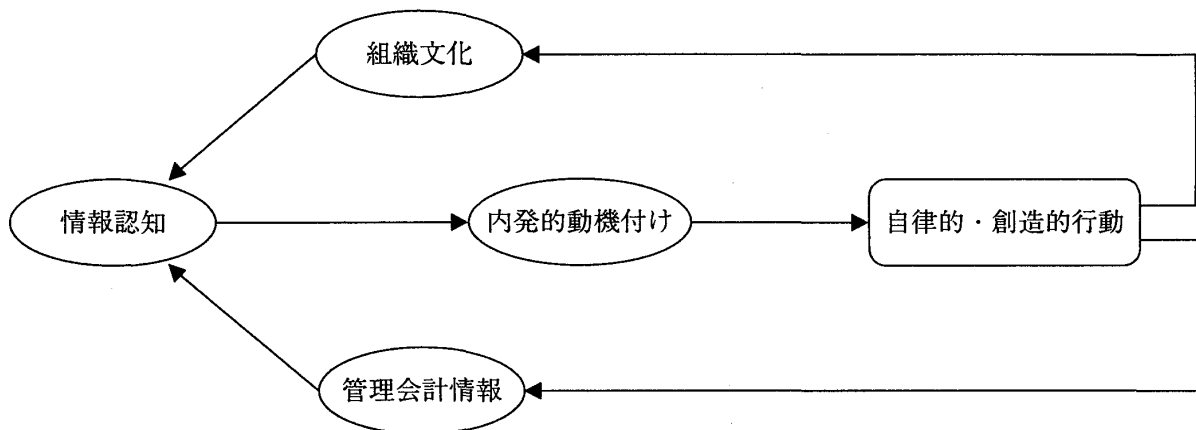 組織文化
情報認知
内発的動機付け
自律的・創造的行動
管理会計情報